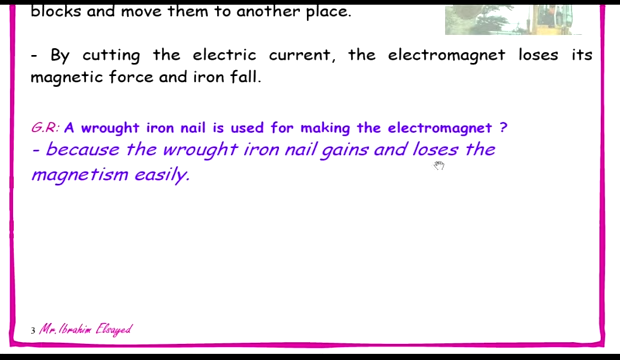 blocks and move them to another place.
- By cutting the electric current, the electromagnet loses its
magnetic force and iron fall.
G.R: A wrought iron nail is used for making the electromagnet ?
- because the wrought iron nail gains and loses the
magnetism easily.
3 Mr. Ibrahim Elsayed